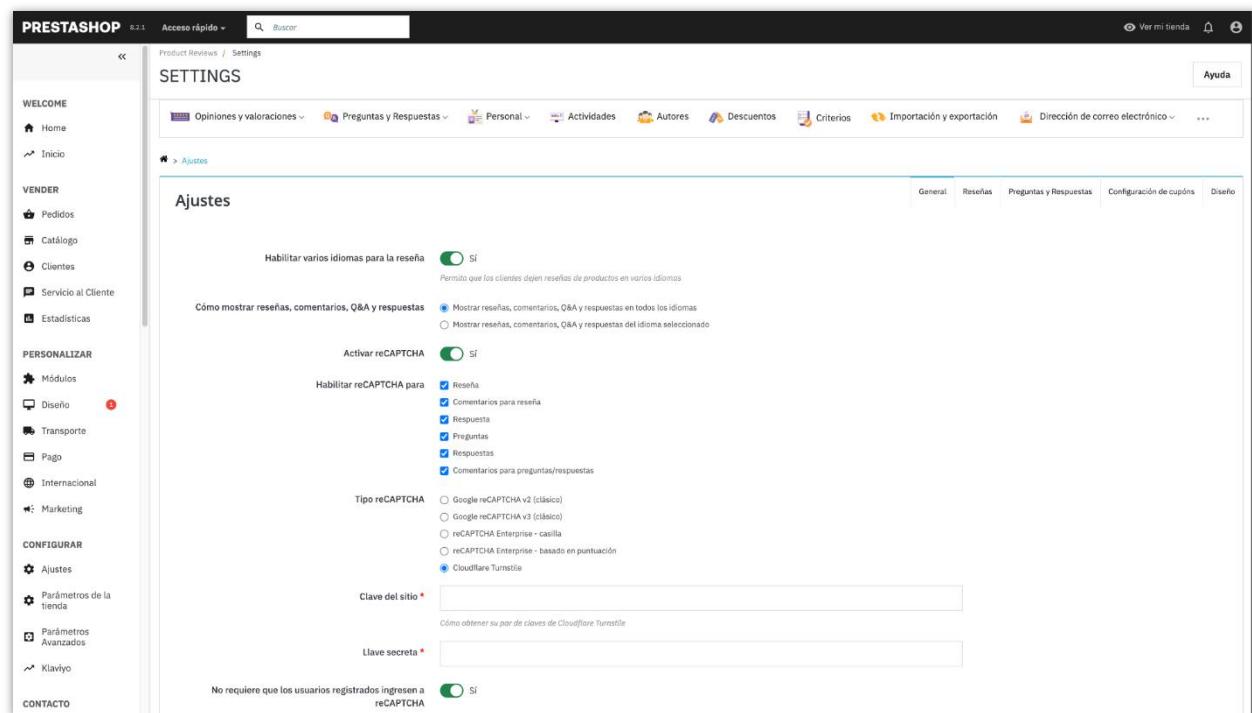 PRESTASHOP 8.2.1 Acceso rápido Buscar Ver mi tienda
Product Reviews / Settings
SETTINGS
Ayuda
Opiniones y valoraciones Preguntas y Respuestas Personal Actividades Autores Descuentos Criterios Importación y exportación Dirección de correo electrónico ...
> Ajustes
WELCOME
Home
Inicio
VENDER
Pedidos
Catálogo
Clientes
Servicio al Cliente
Estadísticas
PERSONALIZAR
Módulos
Diseño 1
Transporte
Pago
Internacional
Marketing
CONFIGURAR
Ajustes
Parámetros de la
tienda
Parámetros
Avanzados
Klaviyo
CONTACTO
Ajustes
General Reseñas Preguntas y Respuestas Configuración de cupóns Diseño
Habilitar varios idiomas para la reseña Sí
Permita que los clientes dejen reseñas de productos en varios idiomas
Cómo mostrar reseñas, comentarios, Q&A y respuestas Mostrar reseñas, comentarios, Q&A y respuestas en todos los idiomas
Mostrar reseñas, comentarios, Q&A y respuestas del idioma seleccionado
Activar reCAPTCHA Sí
Habilitar reCAPTCHA para Reseña
Comentarios para reseña
Respuesta
Preguntas
Respuestas
Comentarios para preguntas/respuestas
Tipo reCAPTCHA Google reCAPTCHA v2 (clásico)
Google reCAPTCHA v3 (clásico)
reCAPTCHA Enterprise - casilla
reCAPTCHA Enterprise - basado en puntuación
Cloudflare Turnstile
Clave del sitio *
Cómo obtener su par de claves de Cloudflare Turnstile
Llave secreta *
No requiere que los usuarios registrados ingresen a Sí
reCAPTCHA